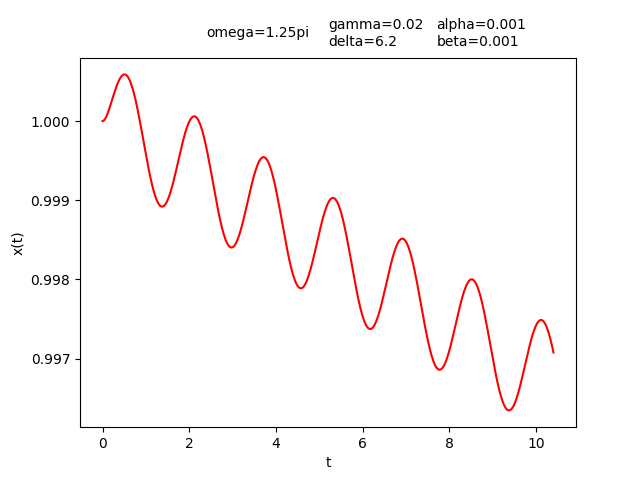 omega=1.25pi
gamma=0.02
delta=6.2
alpha=0.001
beta=0.001
x(t)
1.000
0.999
0.998
0.997
0 2 4 6 8 10
t